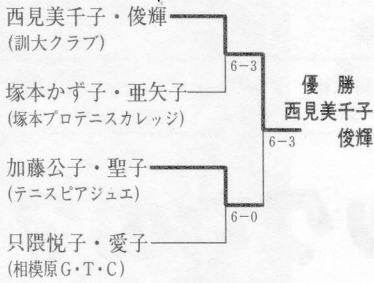 西見美千子・俊輝
(訓大クラブ)
6-3
塚本かず子・亜矢子
(塚本プロテニスカレッジ)
優勝
西見美千子
俊輝
6-3
加藤公子・聖子
(テニスピアジュエ)
6-0
只隈悦子・愛子
(相模原G・T・C)